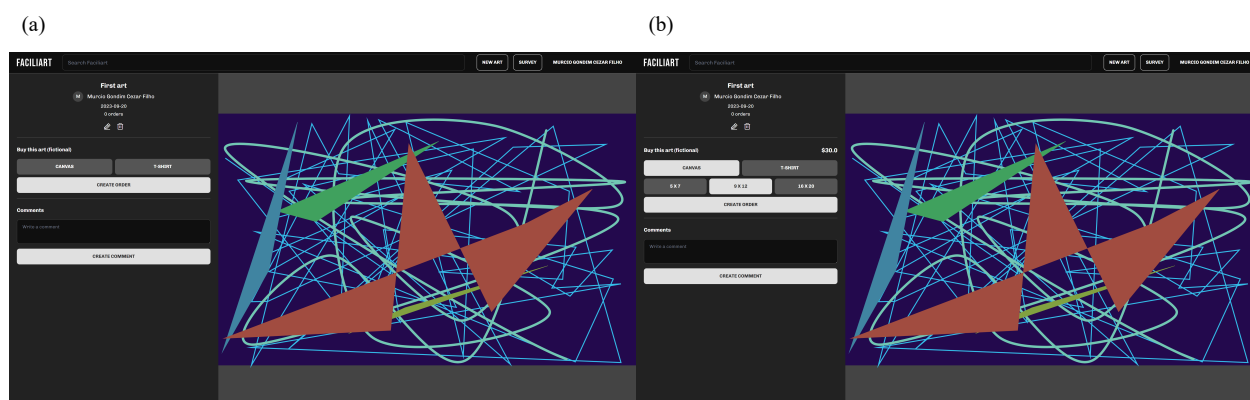 (a)
(b)
FACILIART
Search Faciliart
NEW ART
SURVEY
MURCIO GONDIM CEZAR FILHO
First art
M Murcio Gondim Cezar Filho
2023-09-20
0 orders
Buy this art (fictional)
CANVAS
T-SHIRT
CREATE ORDER
Comments
Write a comment
CREATE COMMENT
FACILIART
Search Faciliart
NEW ART
SURVEY
MURCIO GONDIM CEZAR FILHO
First art
M Murcio Gondim Cezar Filho
2023-09-20
0 orders
Buy this art (fictional)
$30.0
CANVAS
T-SHIRT
5 X 7
9 X 12
16 X 20
CREATE ORDER
Comments
Write a comment
CREATE COMMENT